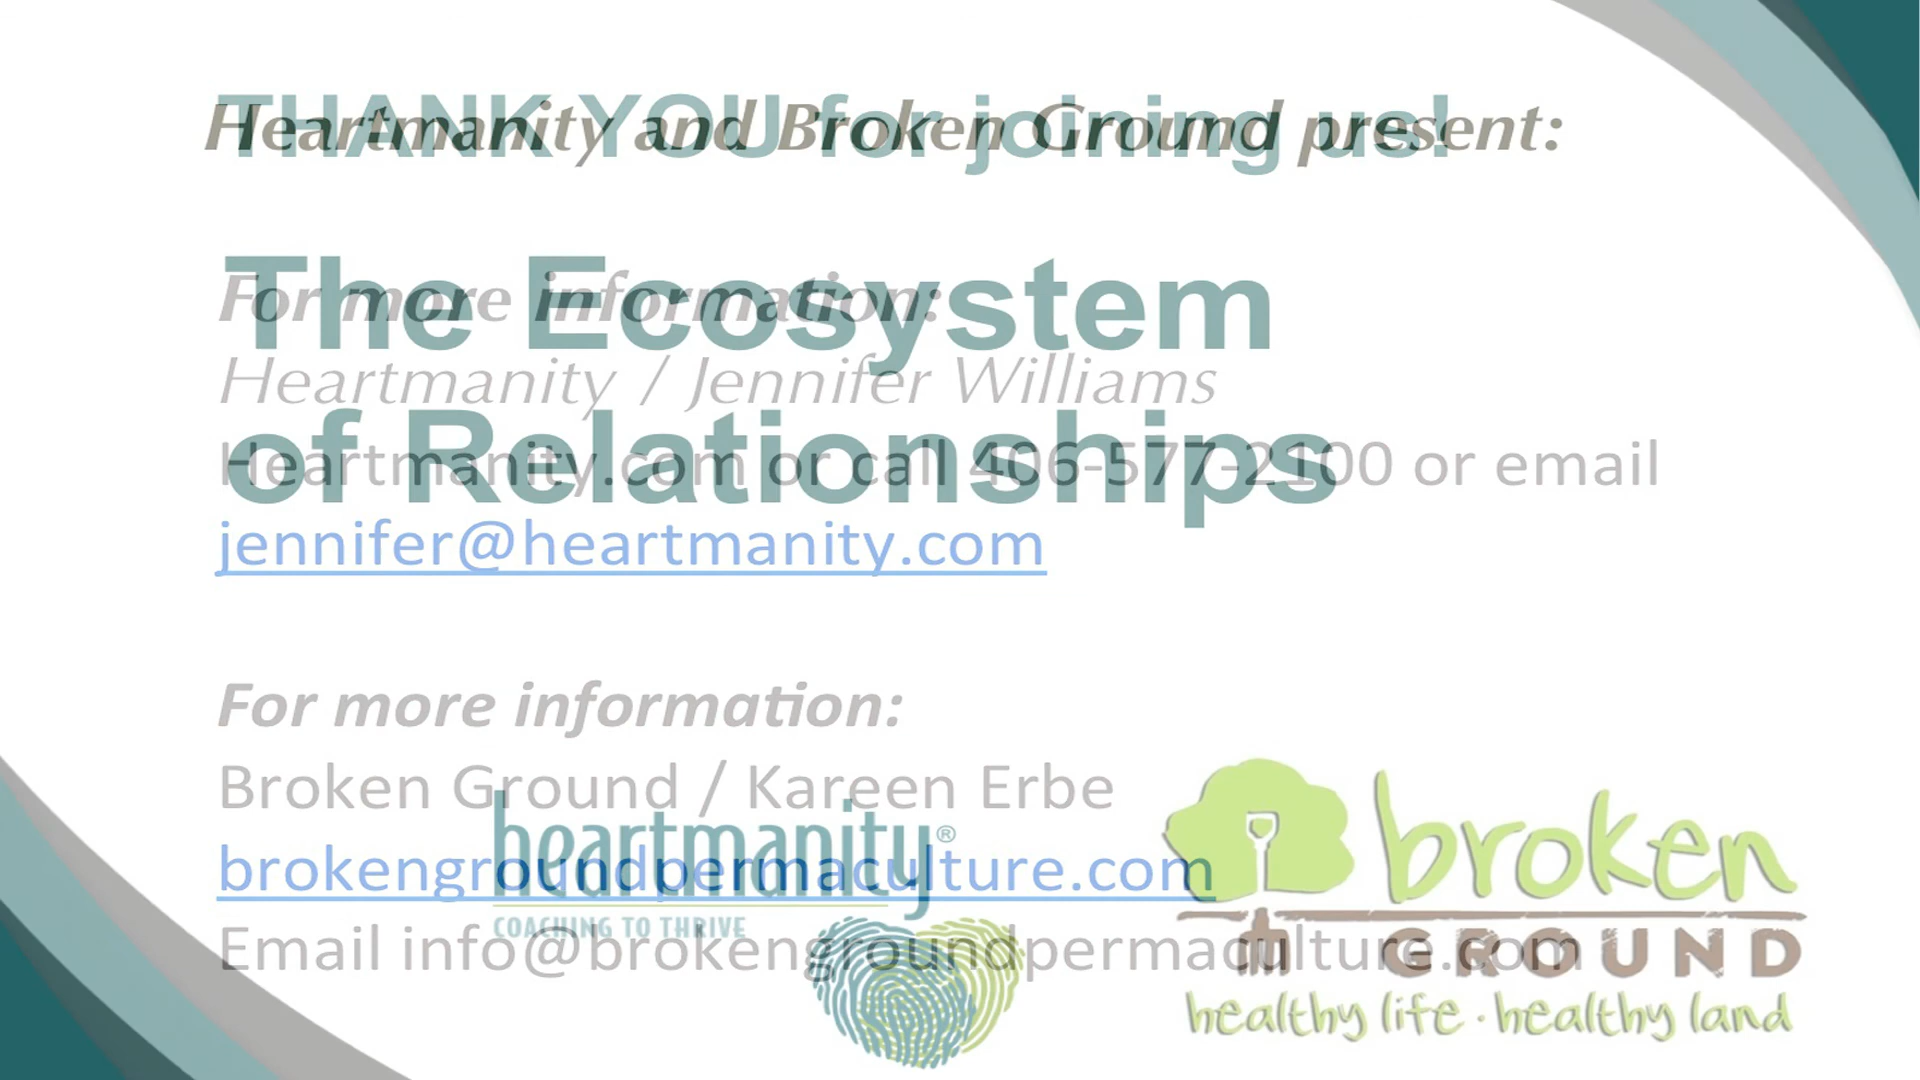 Heartmanity and Broken Ground present:
THANK YOU for joining us!
The Ecosystem
of Relationships
For more information:
Heartmanity / Jennifer Williams
Heartmanity.com or call 406-577-2100 or email
jennifer@heartmanity.com
For more information:
Broken Ground / Kareen Erbe
brokengroundpermaculture.com
Email info@brokengroundpermaculture.com
heartmanity®
COACHING TO THRIVE
broken
GROUND
healthy life · healthy land